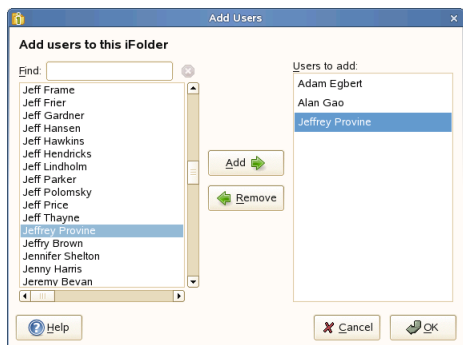 Add Users
Add users to this iFolder
Find:
Jeff Frame
Jeff Frier
Jeff Gardner
Jeff Hansen
Jeff Hawkins
Jeff Hendricks
Jeff Lindholm
Jeff Parker
Jeff Polomsky
Jeff Price
Jeff Thayne
Jeffrey Provine
Jeffry Brown
Jennifer Shelton
Jenny Harris
Jeremy Bevan
Add
Remove
Users to add:
Adam Egbert
Alan Gao
Jeffrey Provine
Help
Cancel
OK